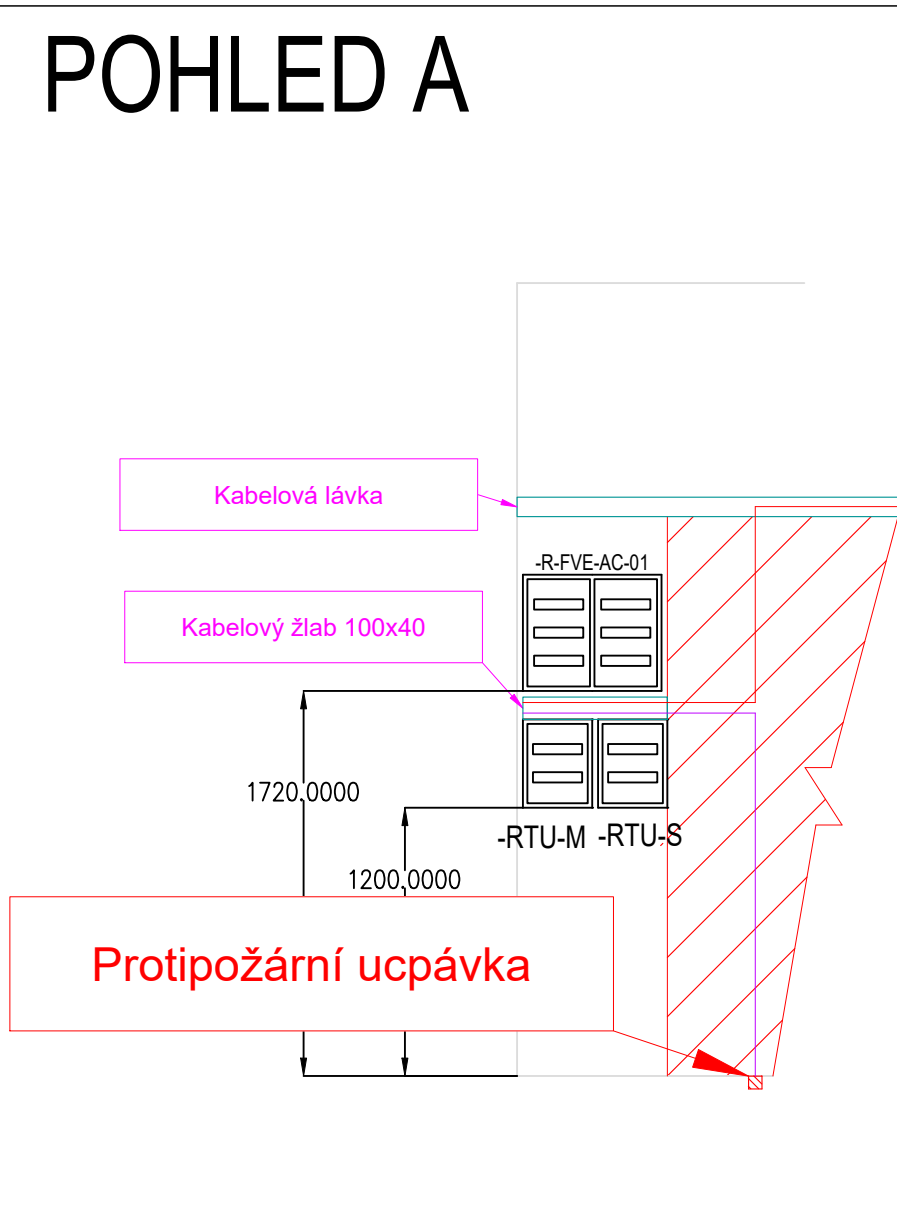 POHLED A
Kabelová lávka
-R-FVE-AC-01
Kabelový žlab 100x40
1720.0000
-RTU-M -RTU-S
1200.0000
Protipožární ucpávka